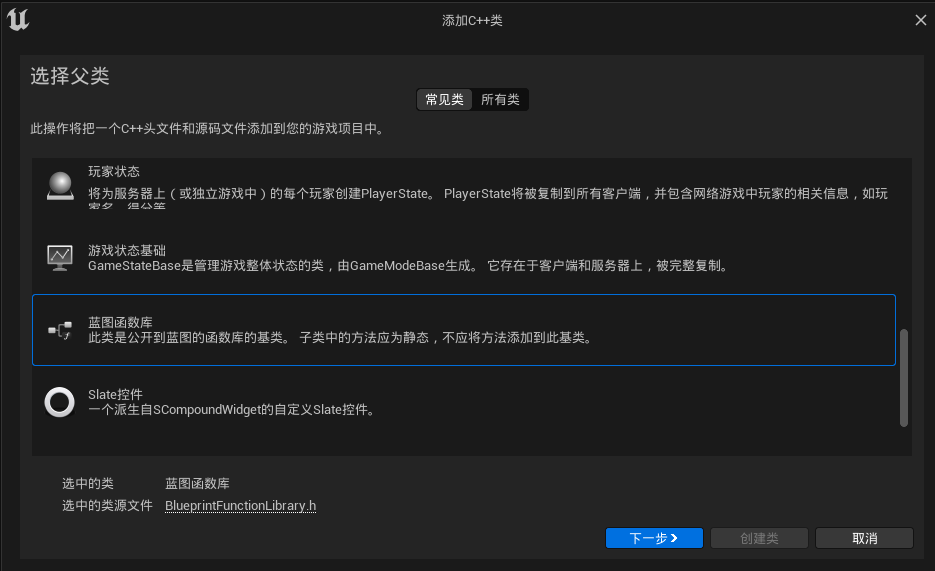 添加C++类
选择父类
常见类 所有类
此操作将把一个C++头文件和源码文件添加到您的游戏项目中。
玩家状态
将为服务器上（或独立游戏中）的每个玩家创建PlayerState。 PlayerState将被复制到所有客户端，并包含网络游戏中玩家的相关信息，如玩
家名、得分等
游戏状态基础
GameStateBase是管理游戏整体状态的类，由GameModeBase生成。 它存在于客户端和服务器上，被完整复制。
蓝图函数库
此类是公开到蓝图的函数库的基类。 子类中的方法应为静态，不应将方法添加到此基类。
Slate控件
一个派生自SCompoundWidget的自定义Slate控件。
选中的类 蓝图函数库
选中的类源文件 BlueprintFunctionLibrary.h
下一步 创建类 取消